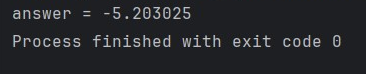 answer = -5.203025
Process finished with exit code 0